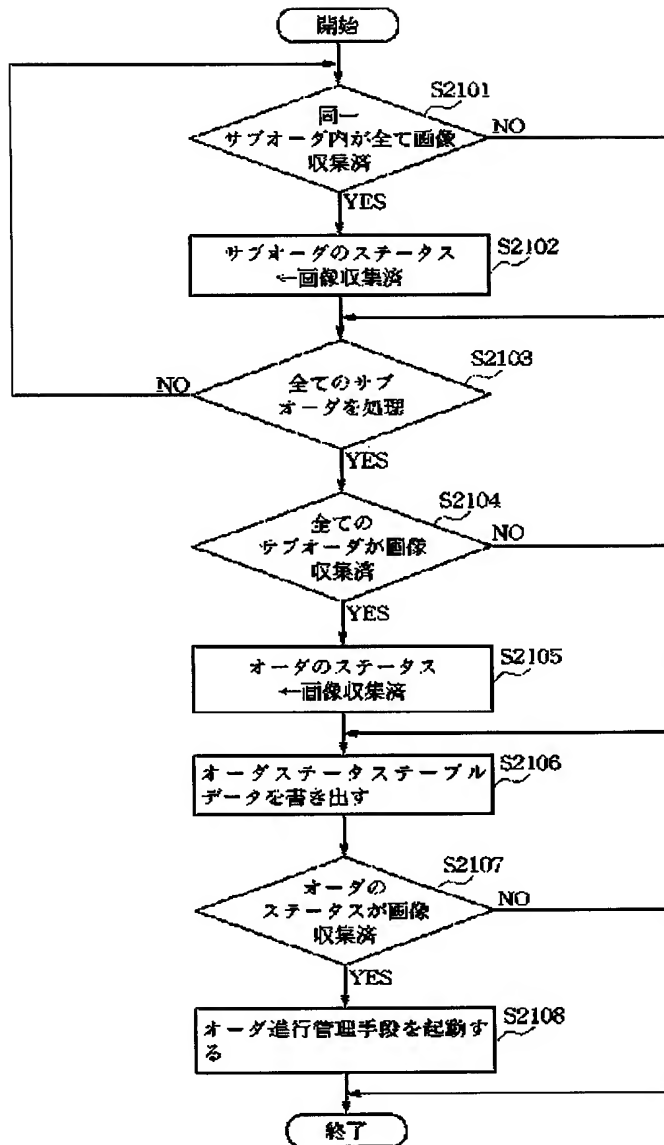 開始
S2101
同一
サブオーダ内が全て画像
収集済
NO
YES
サブオーダのステータス
←画像収集済
S2102
S2103
全てのサブ
オーダを処理
NO
YES
S2104
全ての
サブオーダが画像
収集済
NO
YES
オーダのステータス
←画像収集済
S2105
オーダステータステーブル
データを書き出す
S2106
S2107
オーダの
ステータスが画像
収集済
NO
YES
オーダ進行管理手段を起動す
る
S2108
終了